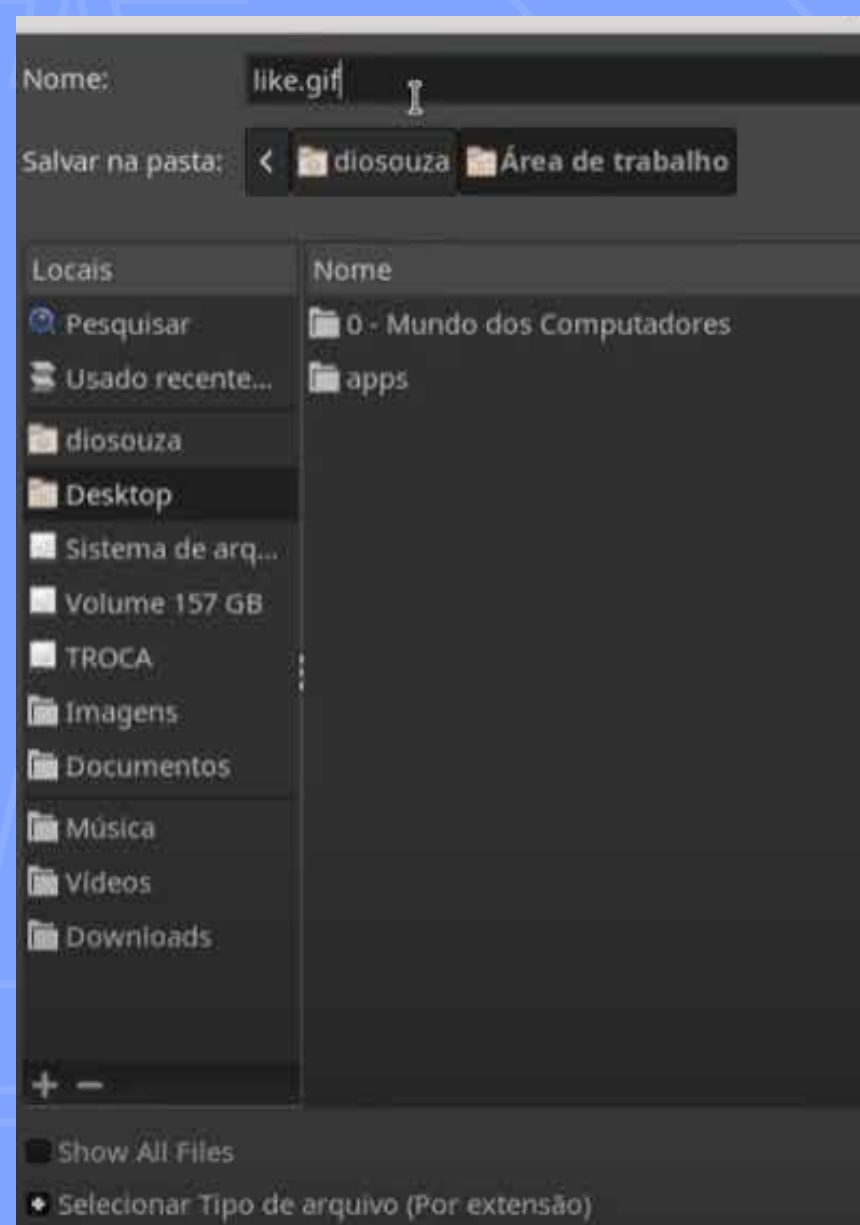 Nome: like.gif
Salvar na pasta: < diosouza Área de trabalho
Locais
Nome
Pesquisar
0 - Mundo dos Computadores
Usado recente...
apps
diosouza
Desktop
Sistema de arq...
Volume 157 GB
TROCA
Imagens
Documentos
Música
Vídeos
Downloads
+ −
Show All Files
Selecionar Tipo de arquivo (Por extensão)